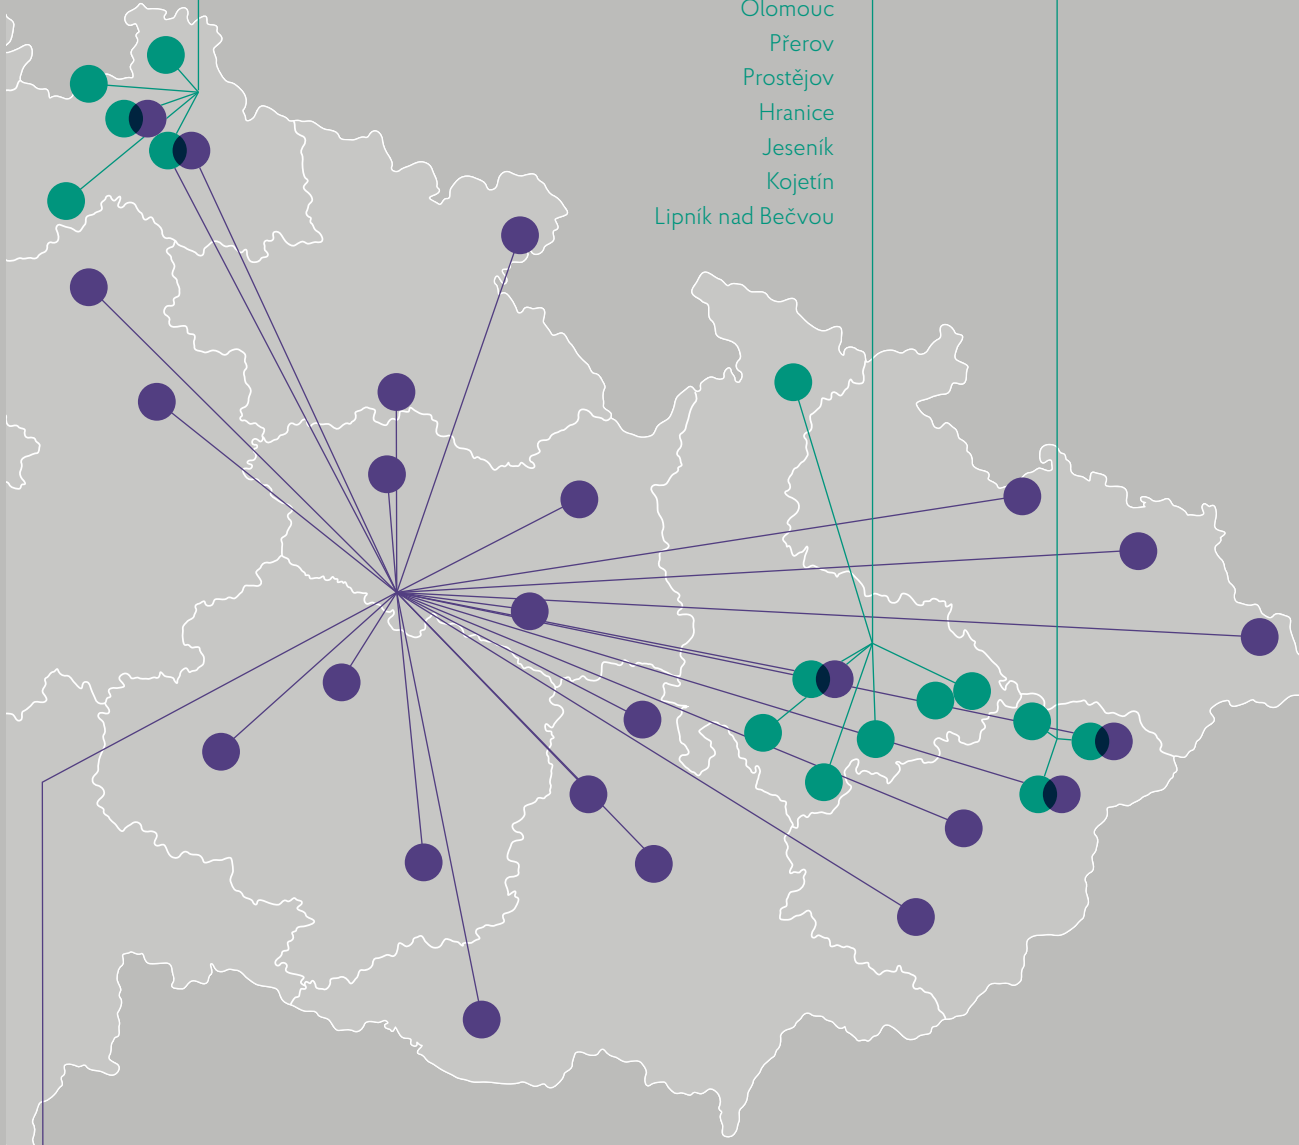 Olomouc
Přerov
Prostějov
Hranice
Jeseník
Kojetín
Lipník nad Bečvou